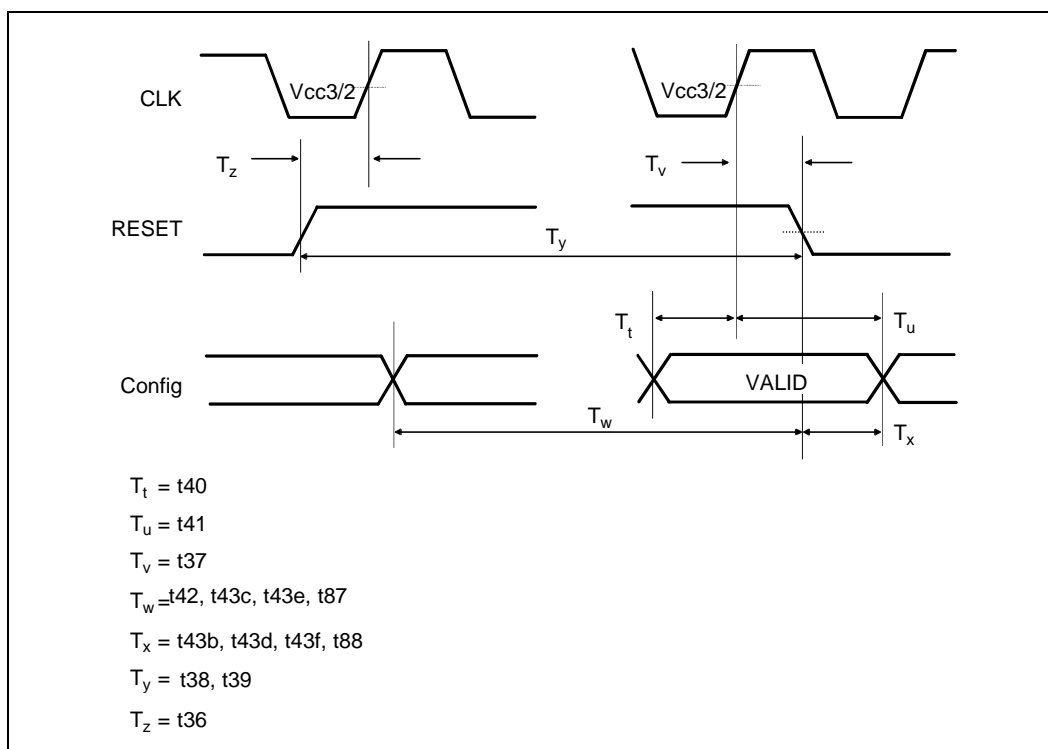 CLK
Vcc3/2
Vcc3/2
Tz
Tv
RESET
Ty
Tt
Tu
Config
VALID
Tw
Tx
Tt = t40
Tu = t41
Tv = t37
Tw = t42, t43c, t43e, t87
Tx = t43b, t43d, t43f, t88
Ty = t38, t39
Tz = t36